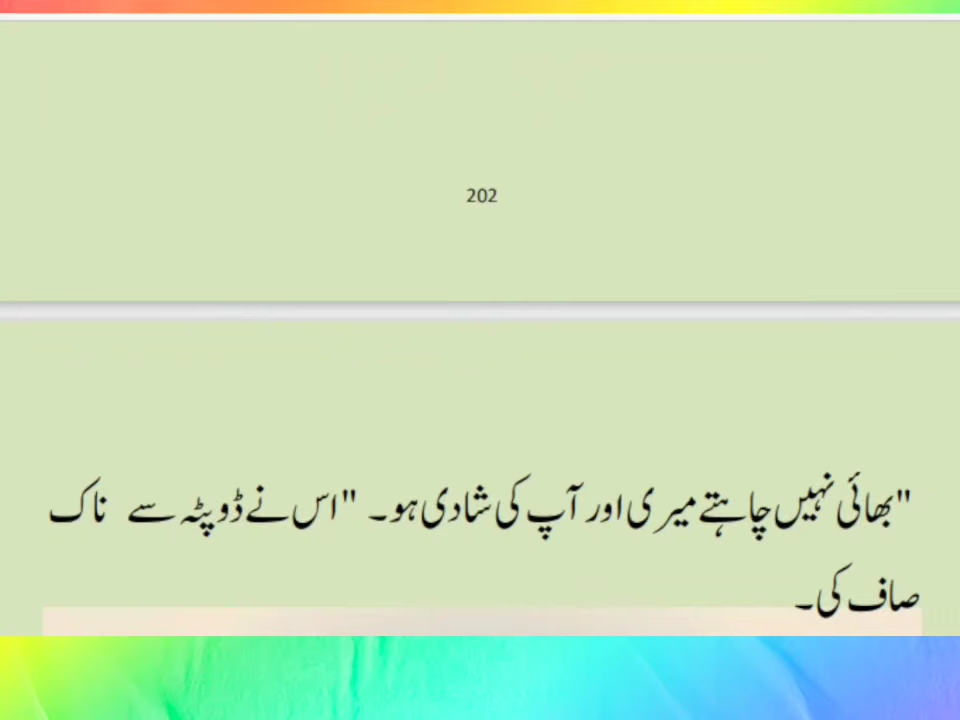 202
"بھائی نہیں چاہتے میری اور آپ کی شادی ہو۔ "اس نے ڈوپٹہ سے ناک
صاف کی۔